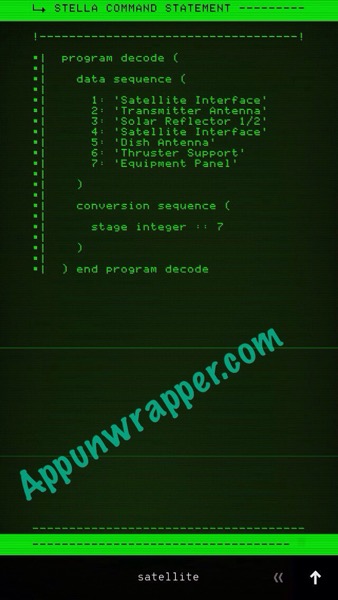 ↳ STELLA COMMAND STATEMENT ---------
!-----------------------------------!
program decode (
data sequence (
1: 'Satellite Interface'
2: 'Transmitter Antenna'
3: 'Solar Reflector 1/2'
4: 'Satellite Interface'
5: 'Dish Antenna'
6: 'Thruster Support'
7: 'Equipment Panel'
)
conversion sequence (
stage integer :: 7
)
) end program decode
Appunwrapper.com
satellite